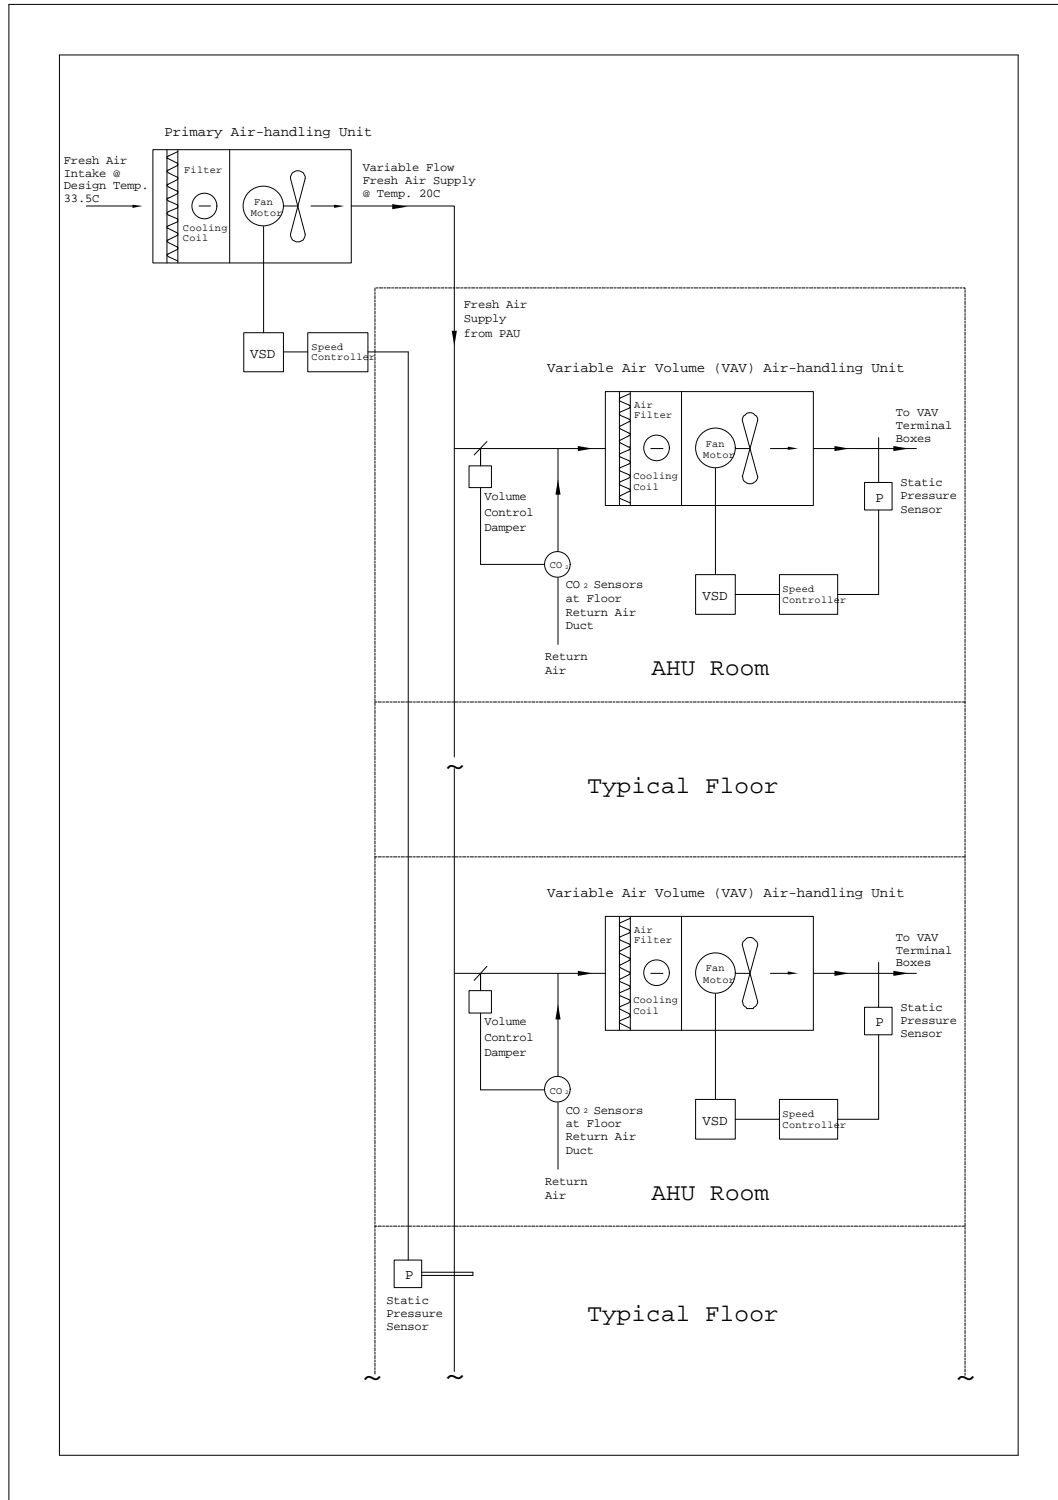 Primary Air-handling Unit
Fresh Air
Intake @
Design Temp.
33.5C
Filter
Cooling
Coil
Fan
Motor
Variable Flow
Fresh Air Supply
@ Temp. 20C
VSD
Speed
Controller
Fresh Air
Supply
from PAU
Variable Air Volume (VAV) Air-handling Unit
Air
Filter
Cooling
Coil
Fan
Motor
To VAV
Terminal
Boxes
Static
Pressure
Sensor
P
Volume
Control
Damper
CO2
CO2 Sensors
at Floor
Return Air
Duct
Return
Air
VSD
Speed
Controller
AHU Room
~
Typical Floor
Variable Air Volume (VAV) Air-handling Unit
Air
Filter
Cooling
Coil
Fan
Motor
To VAV
Terminal
Boxes
Static
Pressure
Sensor
P
Volume
Control
Damper
CO2
CO2 Sensors
at Floor
Return Air
Duct
Return
Air
VSD
Speed
Controller
AHU Room
P
Static
Pressure
Sensor
Typical Floor
~ ~ ~